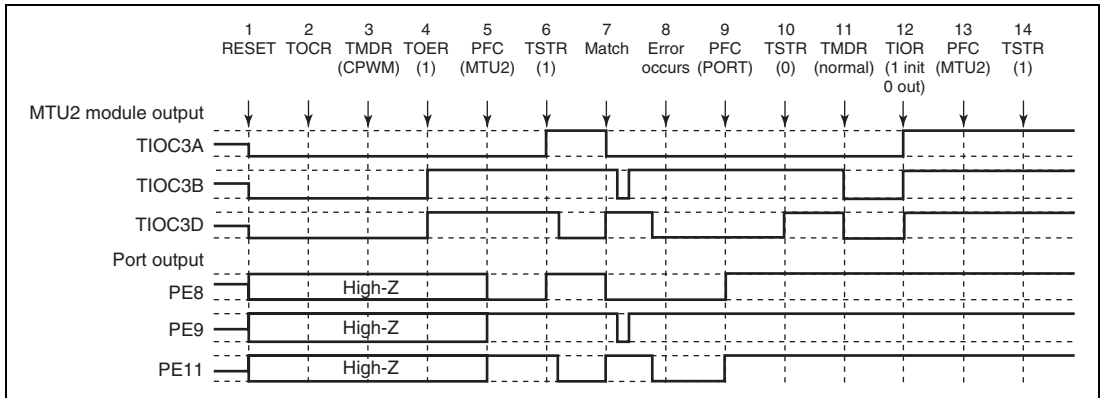 1 2 3 4 5 6 7 8 9 10 11 12 13 14
RESET TOCR TMDR TOER PFC TSTR Match Error PFC TSTR TMDR TIOR PFC TSTR
(CPWM) (1) (MTU2) (1) occurs (PORT) (0) (normal) (1 init (MTU2) (1)
0 out)
MTU2 module output
TIOC3A
TIOC3B
TIOC3D
Port output
PE8 High-Z
PE9 High-Z
PE11 High-Z